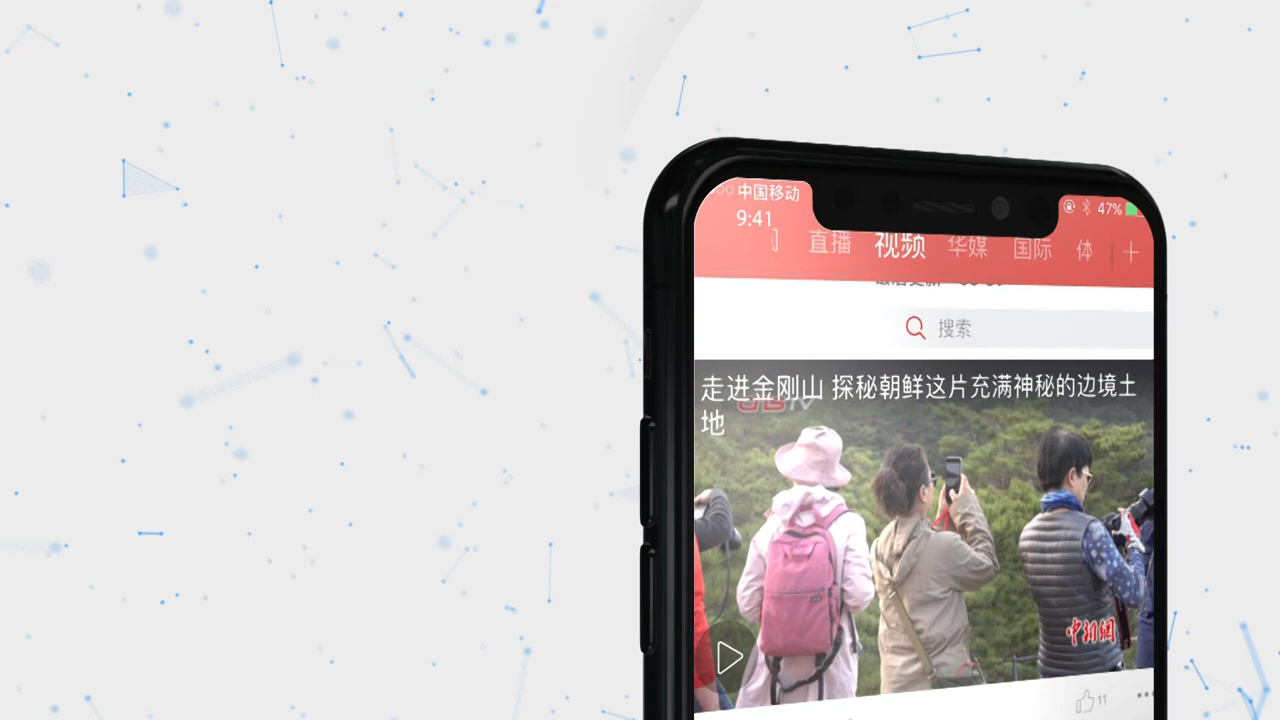 中国移动
9:41
47%
直播 视频 华媒 国际 体 +
搜索
走进金刚山 探秘朝鲜这片充满神秘的边境土
地
中新网
11